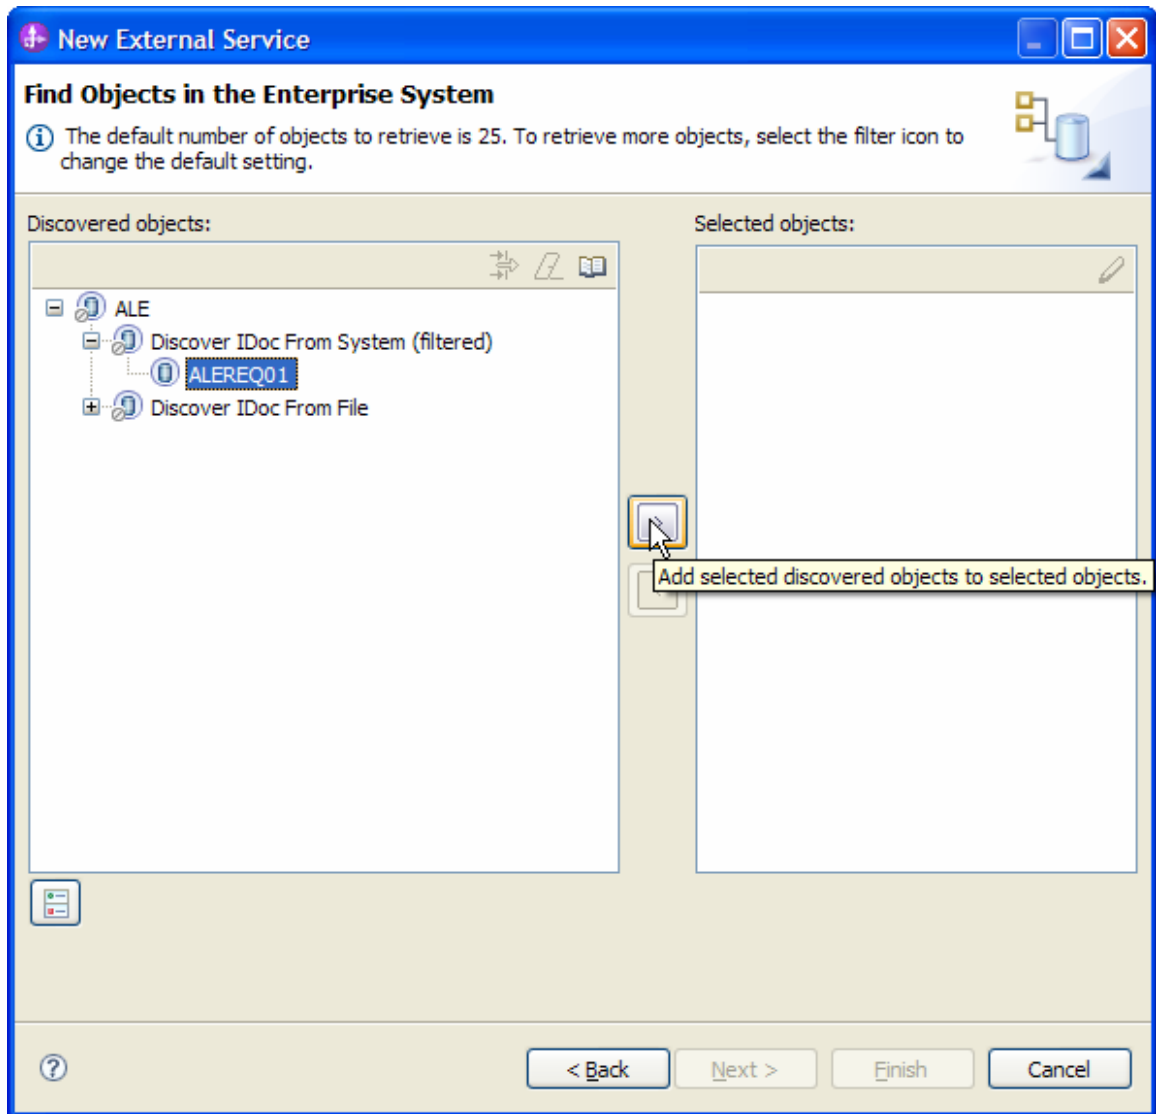 New External Service
Find Objects in the Enterprise System
The default number of objects to retrieve is 25. To retrieve more objects, select the filter icon to
change the default setting.
Discovered objects:
Selected objects:
ALE
Discover IDoc From System (filtered)
ALEREQ01
Discover IDoc From File
Add selected discovered objects to selected objects.
< Back
Next >
Finish
Cancel